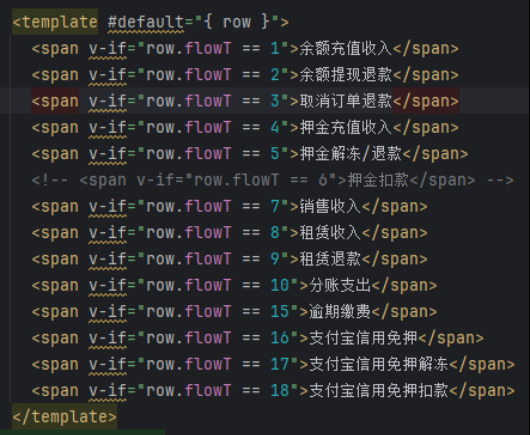 <template #default="{ row }">
<span v-if="row.flowT == 1">余额充值收入</span>
<span v-if="row.flowT == 2">余额提现退款</span>
<span v-if="row.flowT == 3">取消订单退款</span>
<span v-if="row.flowT == 4">押金充值收入</span>
<span v-if="row.flowT == 5">押金解冻/退款</span>
<!-- <span v-if="row.flowT == 6">押金扣款</span> -->
<span v-if="row.flowT == 7">销售收入</span>
<span v-if="row.flowT == 8">租赁收入</span>
<span v-if="row.flowT == 9">租赁退款</span>
<span v-if="row.flowT == 10">分账支出</span>
<span v-if="row.flowT == 15">逾期缴费</span>
<span v-if="row.flowT == 16">支付宝信用免押</span>
<span v-if="row.flowT == 17">支付宝信用免押解冻</span>
<span v-if="row.flowT == 18">支付宝信用免押扣款</span>
</template>